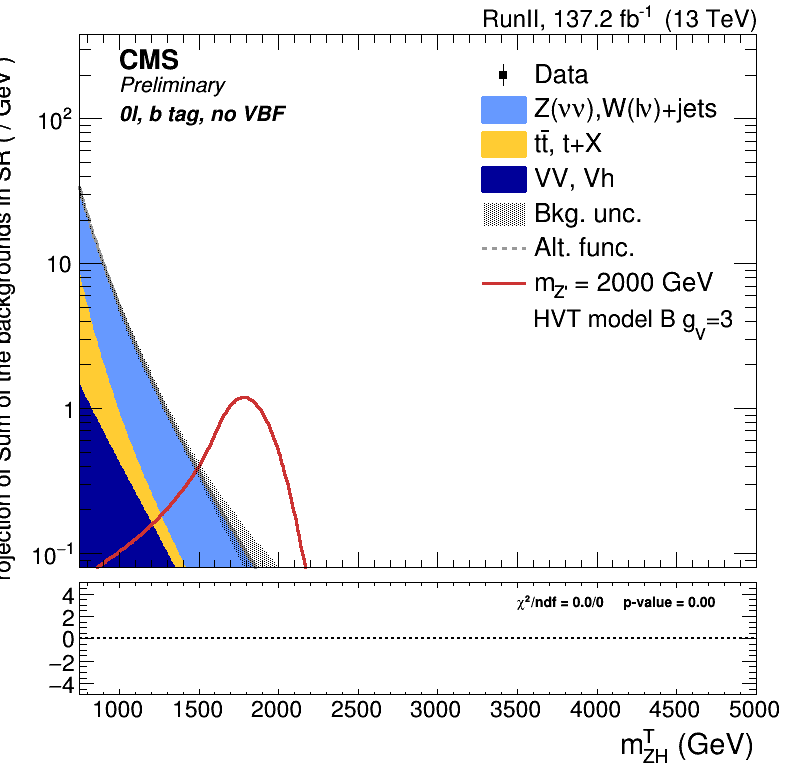 RunII, 137.2 fb⁻¹ (13 TeV)
CMS
Preliminary
0l, b tag, no VBF
Data
Z(νν),W(lν)+jets
tt̄, t+X
VV, Vh
Bkg. unc.
Alt. func.
m_Z' = 2000 GeV
HVT model B g_V=3
of Sum of the backgrounds in SR ( / GeV )
10²
10
1
10⁻¹
χ²/ndf = 0.0/0 p-value = 0.00
4
2
0
−2
−4
1000 1500 2000 2500 3000 3500 4000 4500 5000
m^T_ZH (GeV)